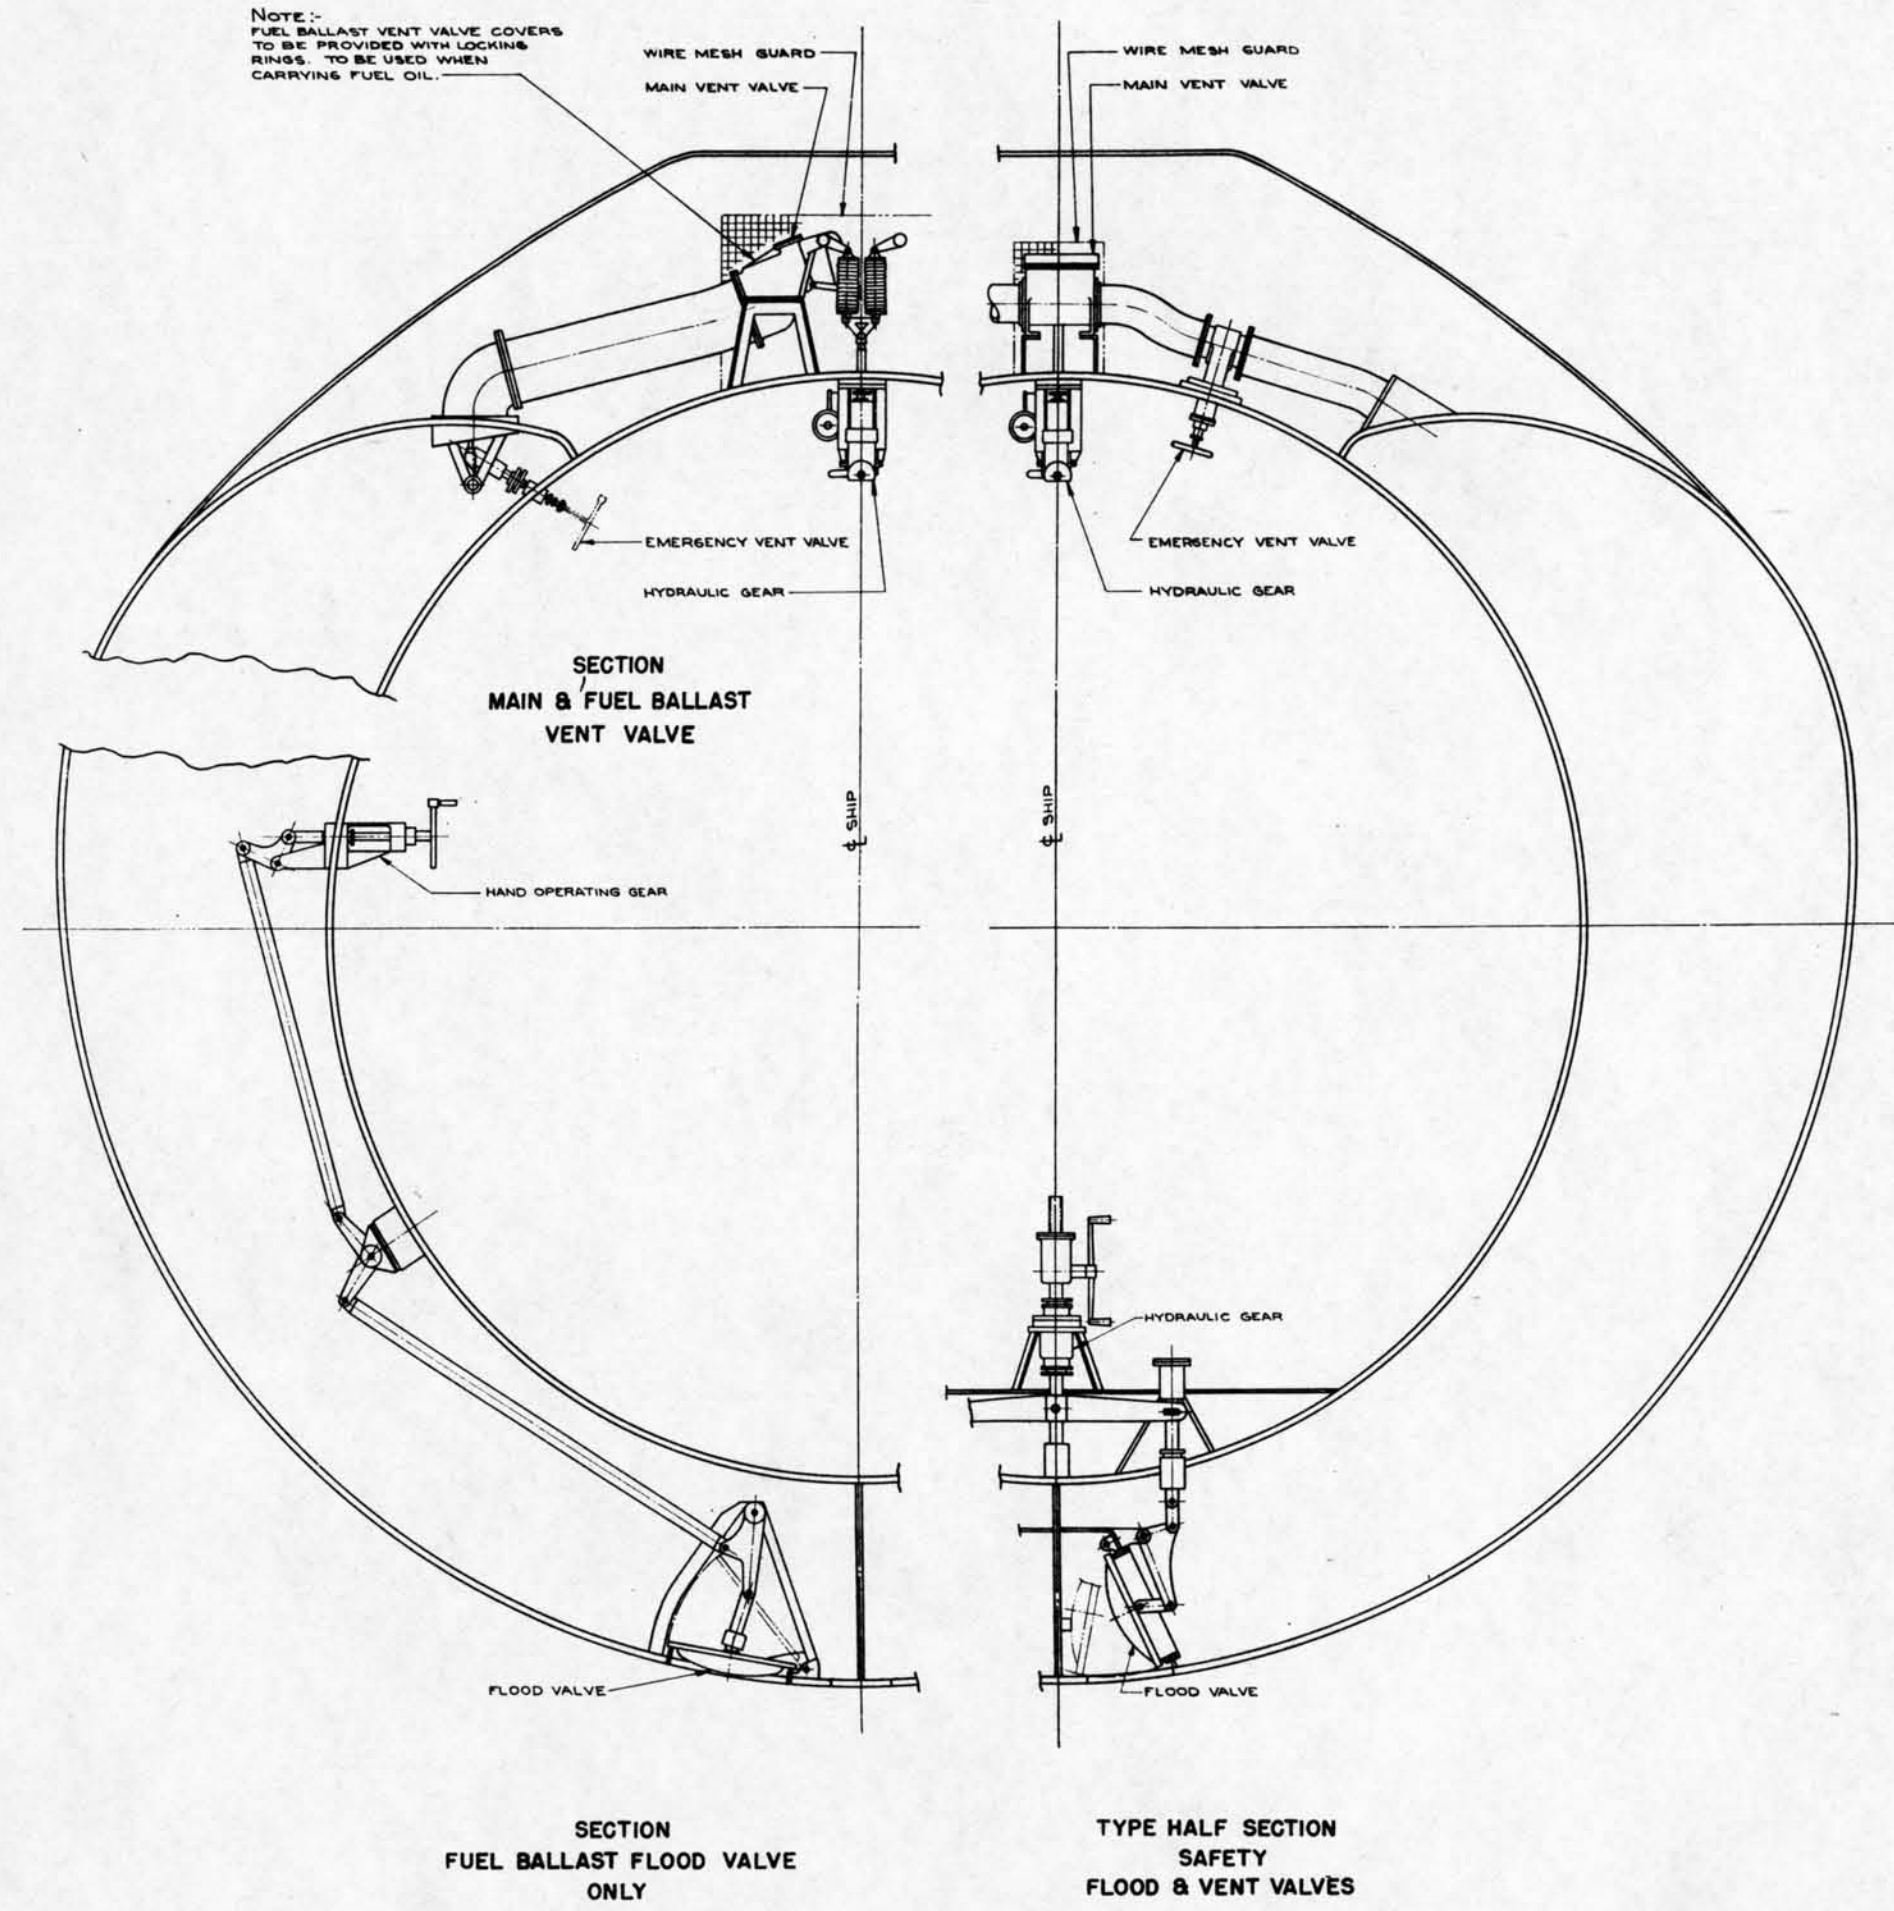 NOTE:-
FUEL BALLAST VENT VALVE COVERS
TO BE PROVIDED WITH LOCKING
RINGS. TO BE USED WHEN
CARRYING FUEL OIL.
WIRE MESH GUARD
MAIN VENT VALVE
WIRE MESH GUARD
MAIN VENT VALVE
EMERGENCY VENT VALVE
HYDRAULIC GEAR
EMERGENCY VENT VALVE
HYDRAULIC GEAR
SECTION
MAIN & FUEL BALLAST
VENT VALVE
℄ SHIP
℄ SHIP
HAND OPERATING GEAR
HYDRAULIC GEAR
FLOOD VALVE
FLOOD VALVE
SECTION
FUEL BALLAST FLOOD VALVE
ONLY
TYPE HALF SECTION
SAFETY
FLOOD & VENT VALVES